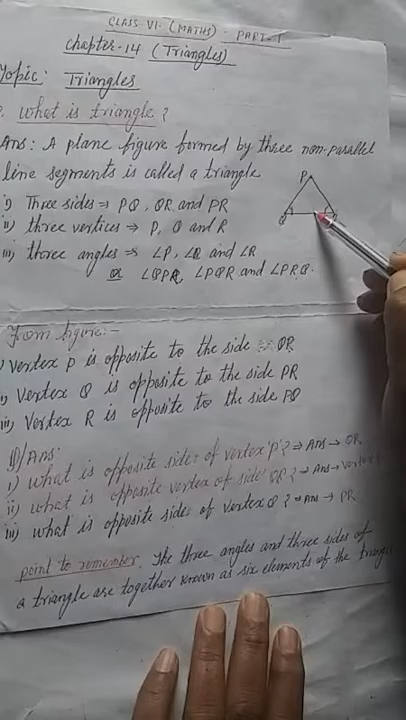 CLASS-VI (MATHS) - PART-I
Chapter-14 (Triangles)
Topic: Triangles
What is triangle?
Ans: A plane figure formed by three non-parallel
line segments is called a triangle
P
Q
i) Three sides ⇒ PQ, QR and PR
ii) three vertices ⇒ P, Q and R
iii) three angles ⇒ ∠P, ∠Q and ∠R
or ∠QPR, ∠PQR and ∠PRQ.
From figure:-
i) vertex P is opposite to the side QR
ii) vertex Q is opposite to the side PR
iii) vertex R is opposite to the side PQ
Q/Ans:
i) what is opposite side of vertex 'P'? ⇒ Ans → QR
ii) what is opposite vertex of side 'QR'? ⇒ Ans → vertex
iii) what is opposite side of vertex Q? ⇒ Ans → PR
point to remember. The three angles and three sides of
a triangle are together known as six elements of the triangle